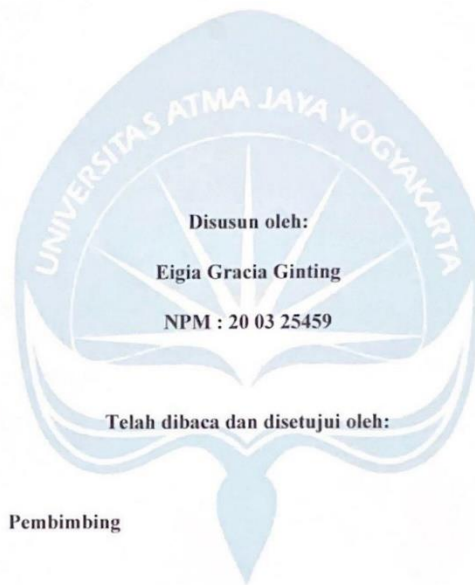 UNIVERSITAS ATMA JAYA YOGYAKARTA
Disusun oleh:
Eigia Gracia Ginting
NPM : 20 03 25459
Telah dibaca dan disetujui oleh:
Pembimbing